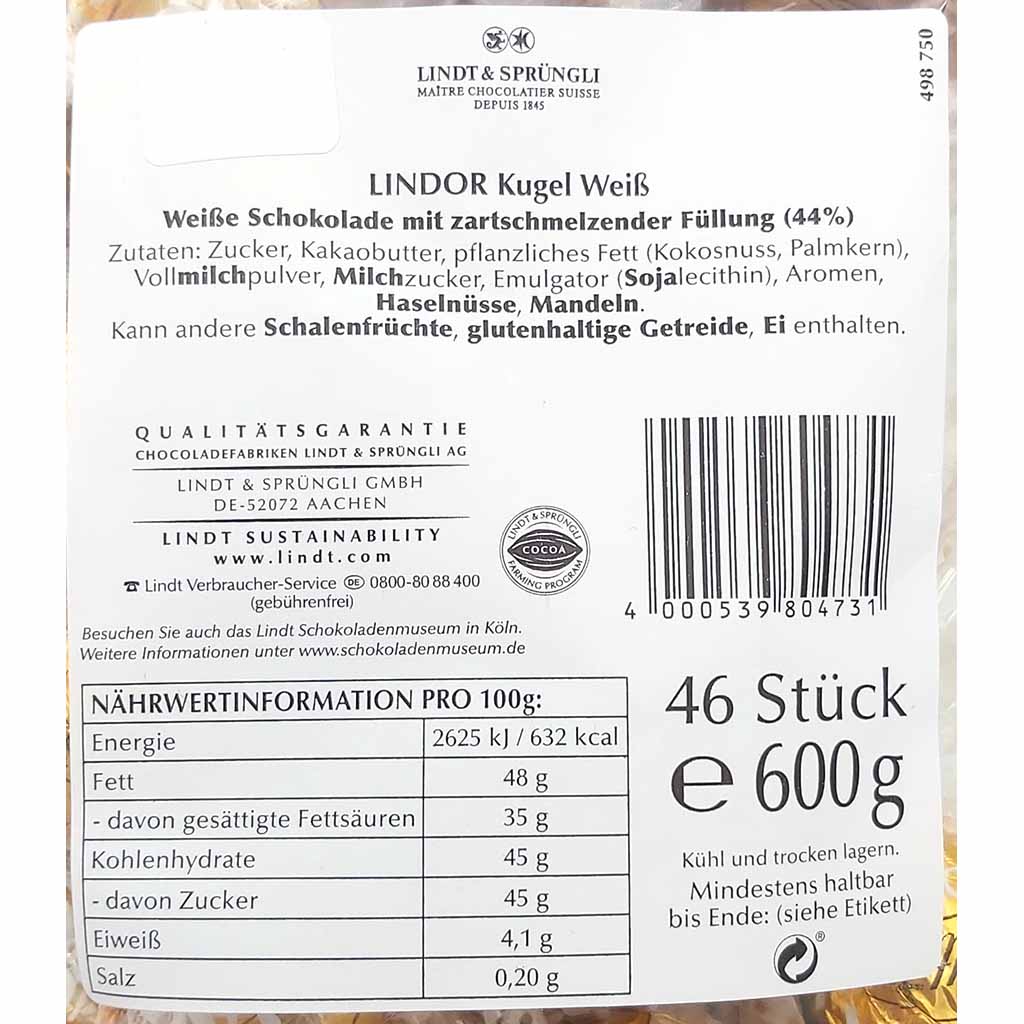 498 750
LINDT & SPRÜNGLI
MAÎTRE CHOCOLATIER SUISSE
DEPUIS 1845
LINDOR Kugel Weiß
Weiße Schokolade mit zartschmelzender Füllung (44%)
Zutaten: Zucker, Kakaobutter, pflanzliches Fett (Kokosnuss, Palmkern),
Vollmilchpulver, Milchzucker, Emulgator (Sojalecithin), Aromen,
Haselnüsse, Mandeln.
Kann andere Schalenfrüchte, glutenhaltige Getreide, Ei enthalten.
QUALITÄTSGARANTIE
CHOCOLADEFABRIKEN LINDT & SPRÜNGLI AG
LINDT & SPRÜNGLI GMBH
DE-52072 AACHEN
LINDT SUSTAINABILITY
www.lindt.com
☎ Lindt Verbraucher-Service DE 0800-80 88 400
(gebührenfrei)
Besuchen Sie auch das Lindt Schokoladenmuseum in Köln.
Weitere Informationen unter www.schokoladenmuseum.de
LINDT & SPRÜNGLI
COCOA
FARMING PROGRAM
4 000539 804731
NÄHRWERTINFORMATION PRO 100g:
Energie 2625 kJ / 632 kcal
Fett 48 g
- davon gesättigte Fettsäuren 35 g
Kohlenhydrate 45 g
- davon Zucker 45 g
Eiweiß 4,1 g
Salz 0,20 g
46 Stück
℮ 600 g
Kühl und trocken lagern.
Mindestens haltbar
bis Ende: (siehe Etikett)
®